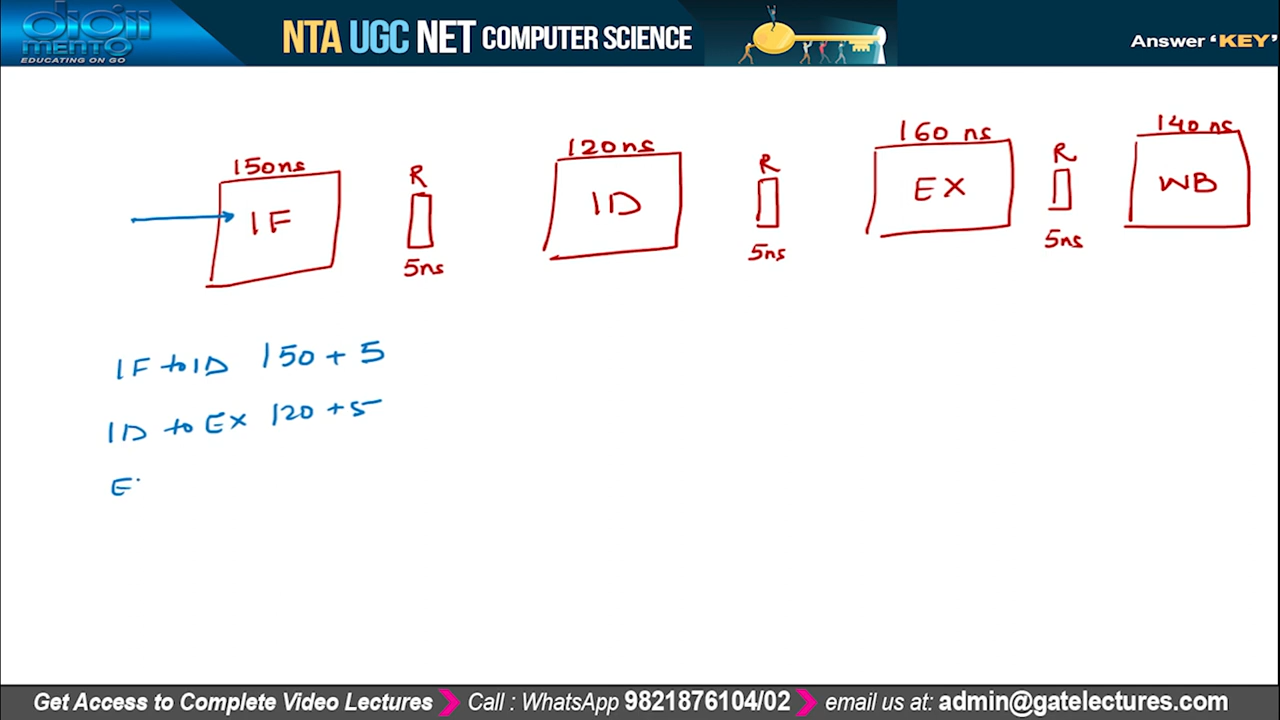 digii
MENTO
EDUCATING ON GO
NTA UGC NET COMPUTER SCIENCE
Answer ‘KEY’
150ns
IF
R
5ns
120ns
ID
R
5ns
160 ns
EX
R
5ns
140 ns
WB
IF to ID 150 + 5
ID to EX 120 + 5
E
Get Access to Complete Video Lectures
Call : WhatsApp 9821876104/02
email us at: admin@gatelectures.com